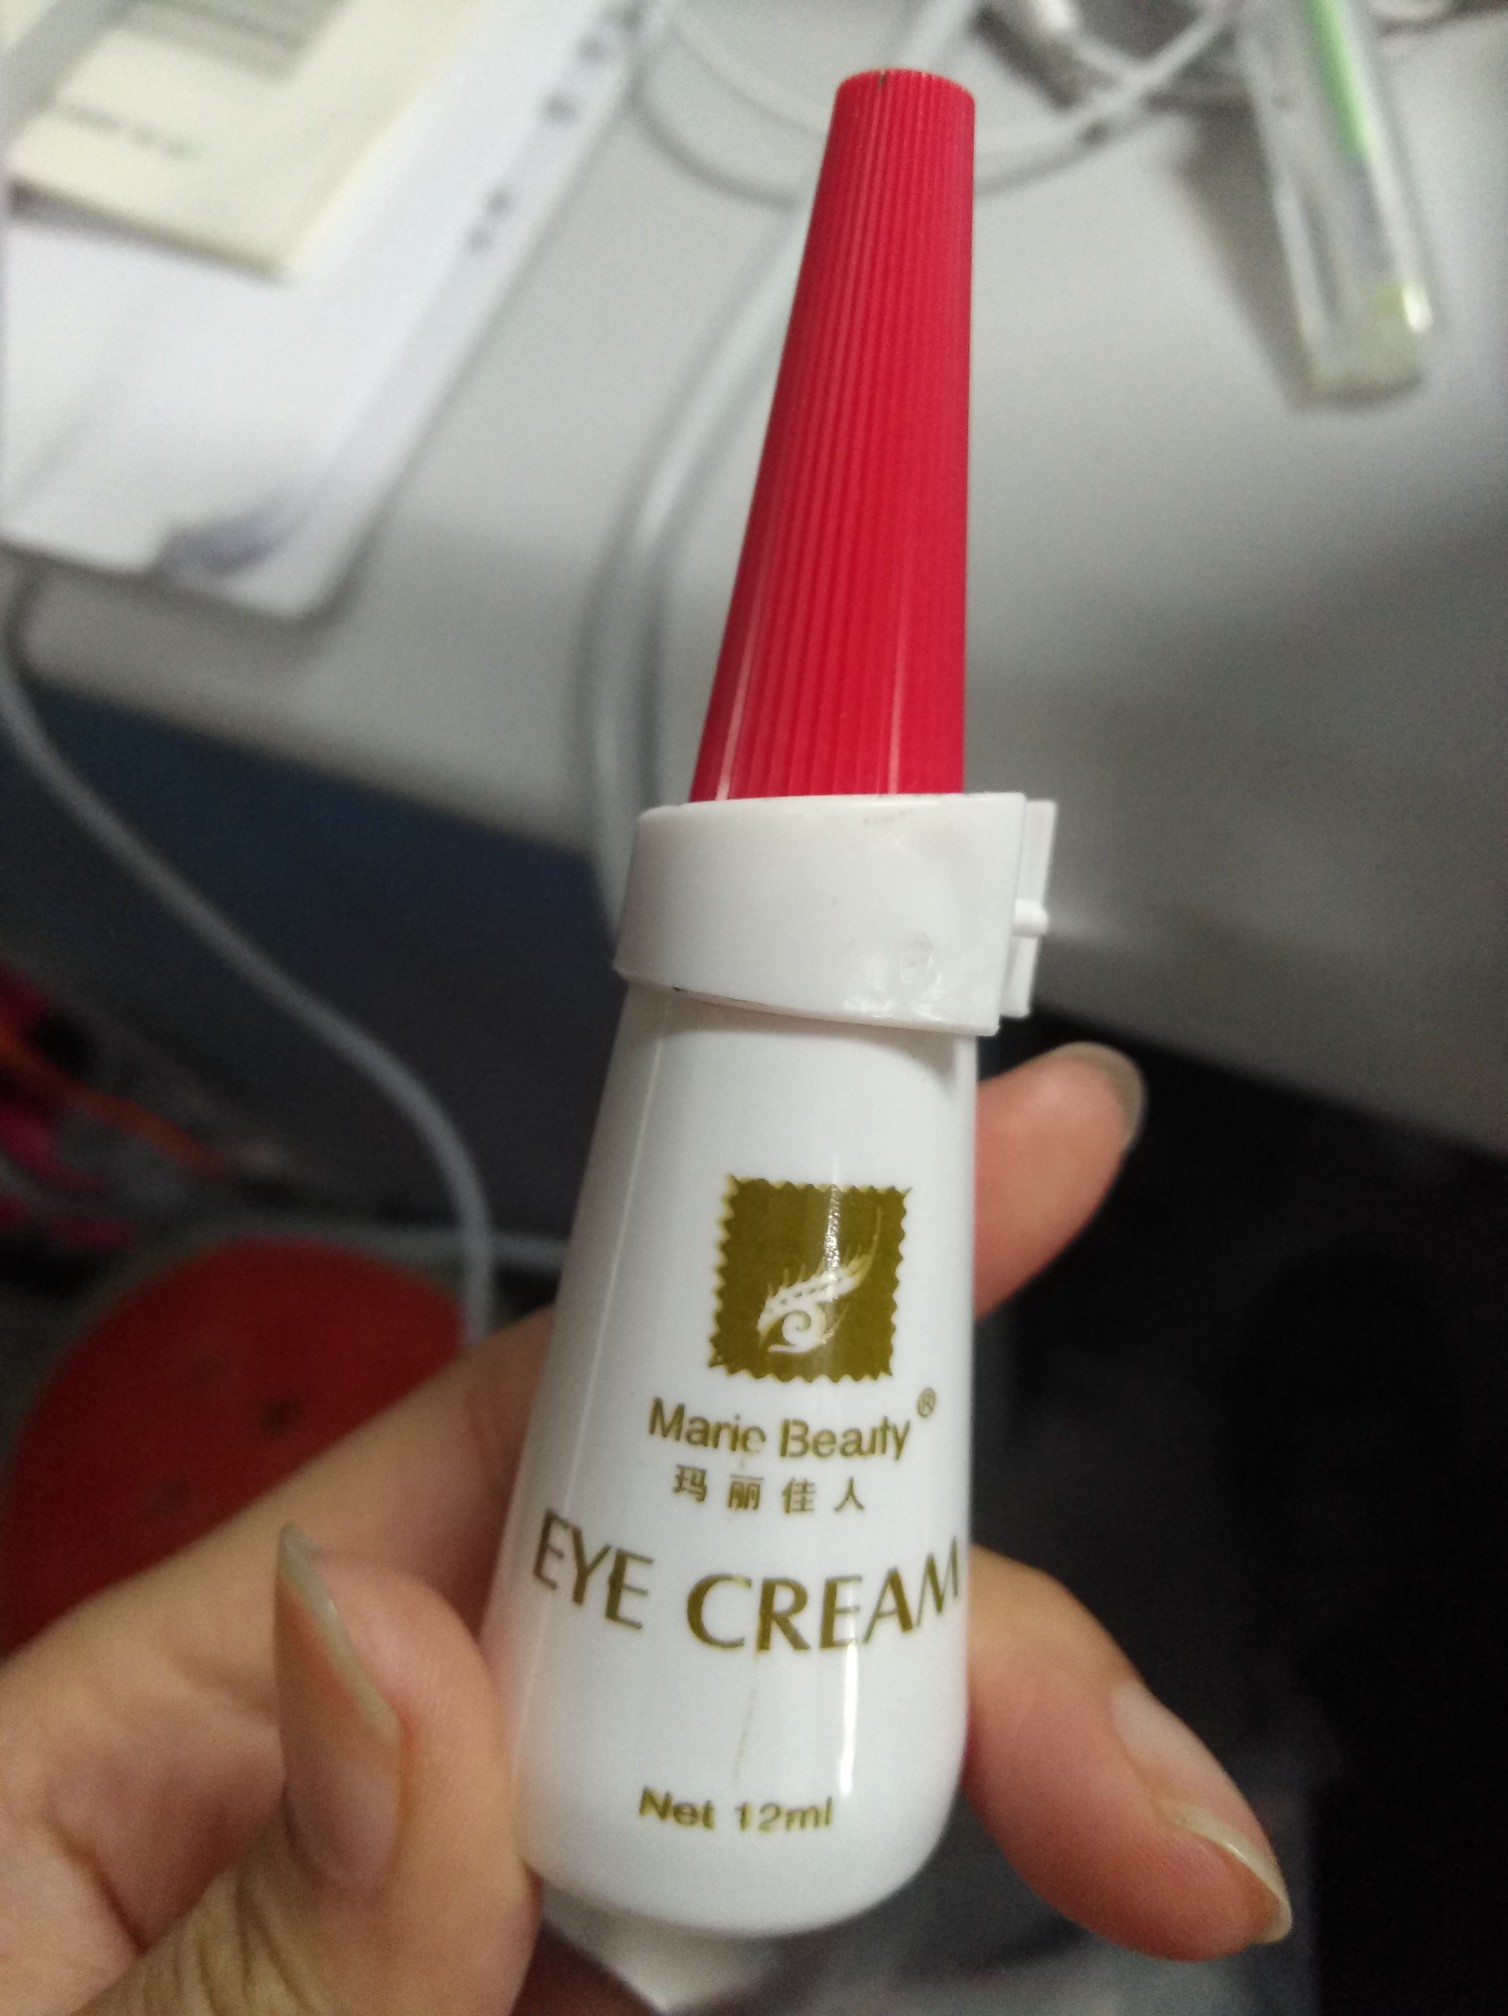 Marie Beauty®
玛丽佳人
EYE CREAM
Net 12ml